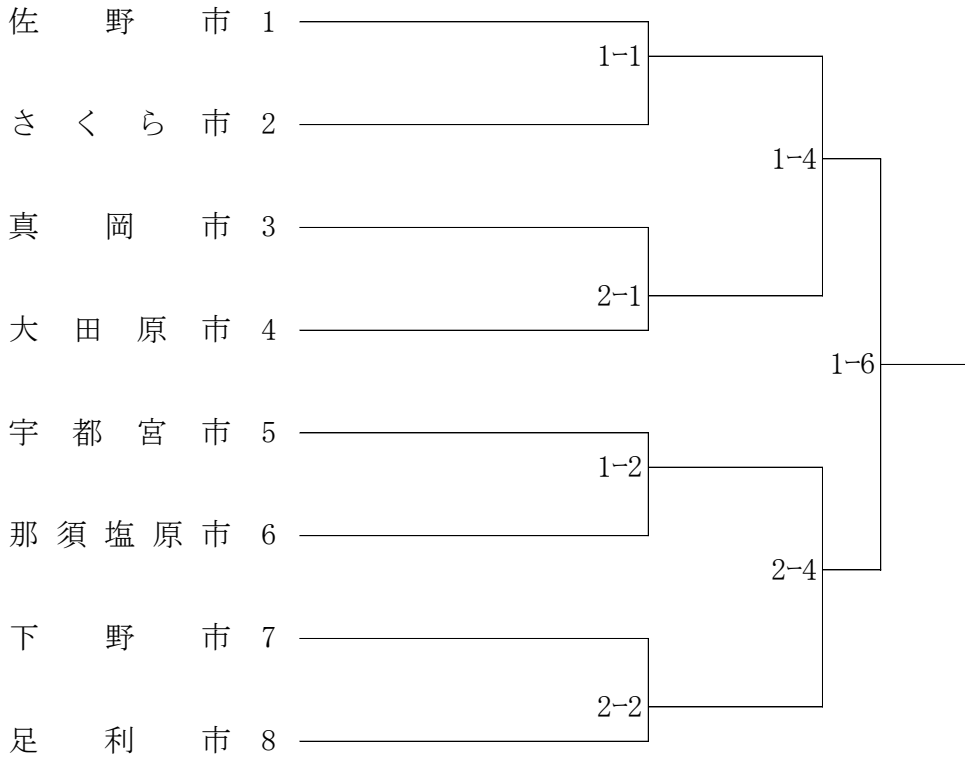 佐野市 1
1-1
さくら市 2
1-4
真岡市 3
2-1
大田原市 4
1-6
宇都宮市 5
1-2
那須塩原市 6
2-4
下野市 7
2-2
足利市 8